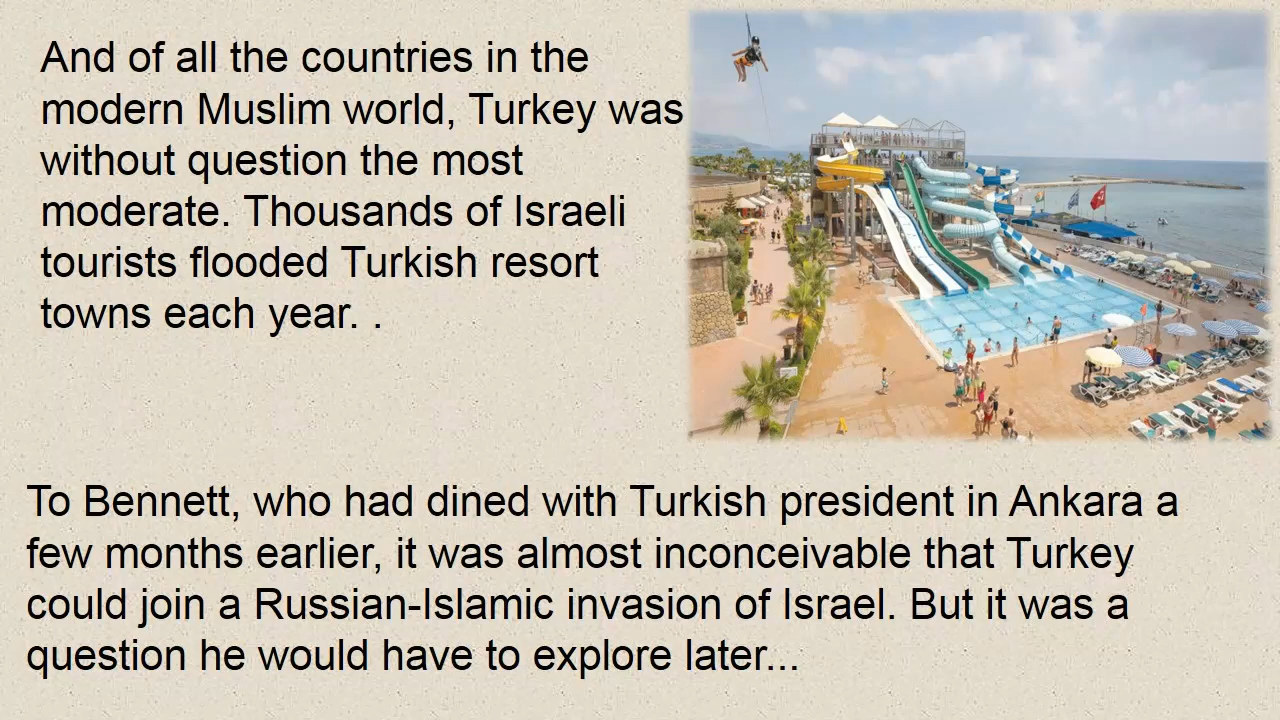 And of all the countries in the
modern Muslim world, Turkey was
without question the most
moderate. Thousands of Israeli
tourists flooded Turkish resort
towns each year. .
To Bennett, who had dined with Turkish president in Ankara a
few months earlier, it was almost inconceivable that Turkey
could join a Russian-Islamic invasion of Israel. But it was a
question he would have to explore later...